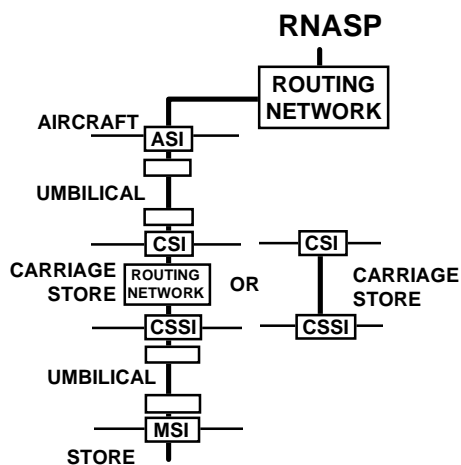 RNASP
ROUTING
NETWORK
AIRCRAFT
ASI
UMBILICAL
CSI
CSI
CARRIAGE
STORE
ROUTING
NETWORK
OR
CARRIAGE
STORE
CSSI
CSSI
UMBILICAL
MSI
STORE